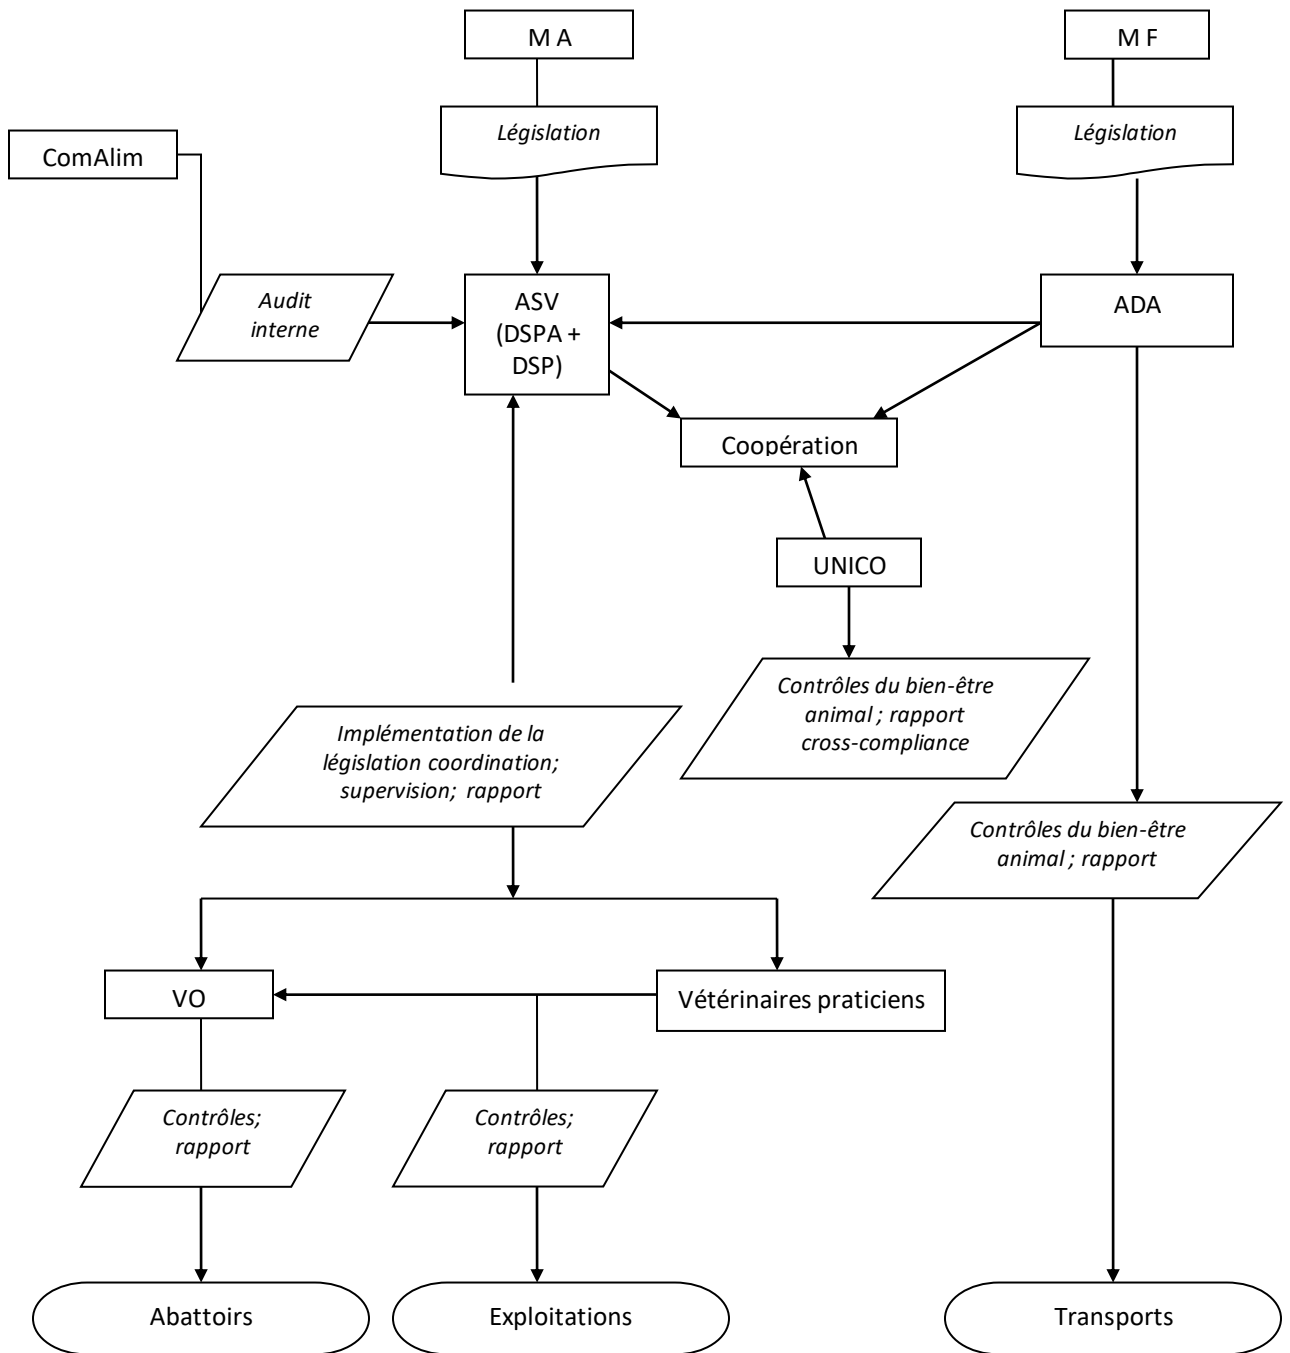 M A
M F
Législation
Législation
ComAlim
Audit
interne
ASV
(DSPA +
DSP)
ADA
Coopération
UNICO
Contrôles du bien-être
animal ; rapport
cross-compliance
Implémentation de la
législation coordination;
supervision; rapport
Contrôles du bien-être
animal ; rapport
VO
Vétérinaires praticiens
Contrôles;
rapport
Contrôles;
rapport
Abattoirs
Exploitations
Transports